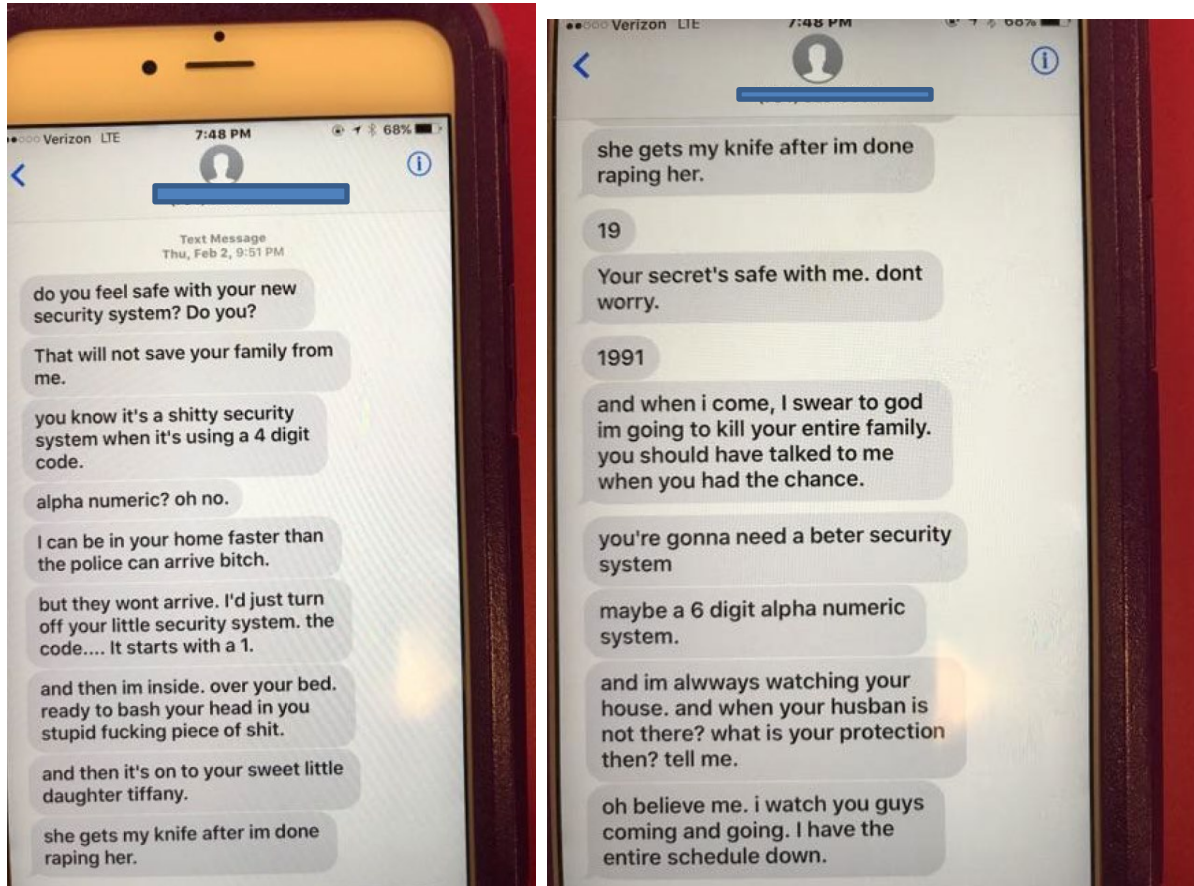 Verizon LTE
7:48 PM
68%
Text Message
Thu, Feb 2, 9:51 PM
do you feel safe with your new
security system? Do you?
That will not save your family from
me.
you know it's a shitty security
system when it's using a 4 digit
code.
alpha numeric? oh no.
I can be in your home faster than
the police can arrive bitch.
but they wont arrive. I'd just turn
off your little security system. the
code.... It starts with a 1.
and then im inside. over your bed.
ready to bash your head in you
stupid fucking piece of shit.
and then it's on to your sweet little
daughter tiffany.
she gets my knife after im done
raping her.
Verizon LTE
7:48 PM
68%
she gets my knife after im done
raping her.
19
Your secret's safe with me. dont
worry.
1991
and when i come, I swear to god
im going to kill your entire family.
you should have talked to me
when you had the chance.
you're gonna need a beter security
system
maybe a 6 digit alpha numeric
system.
and im alwways watching your
house. and when your husban is
not there? what is your protection
then? tell me.
oh believe me. i watch you guys
coming and going. I have the
entire schedule down.